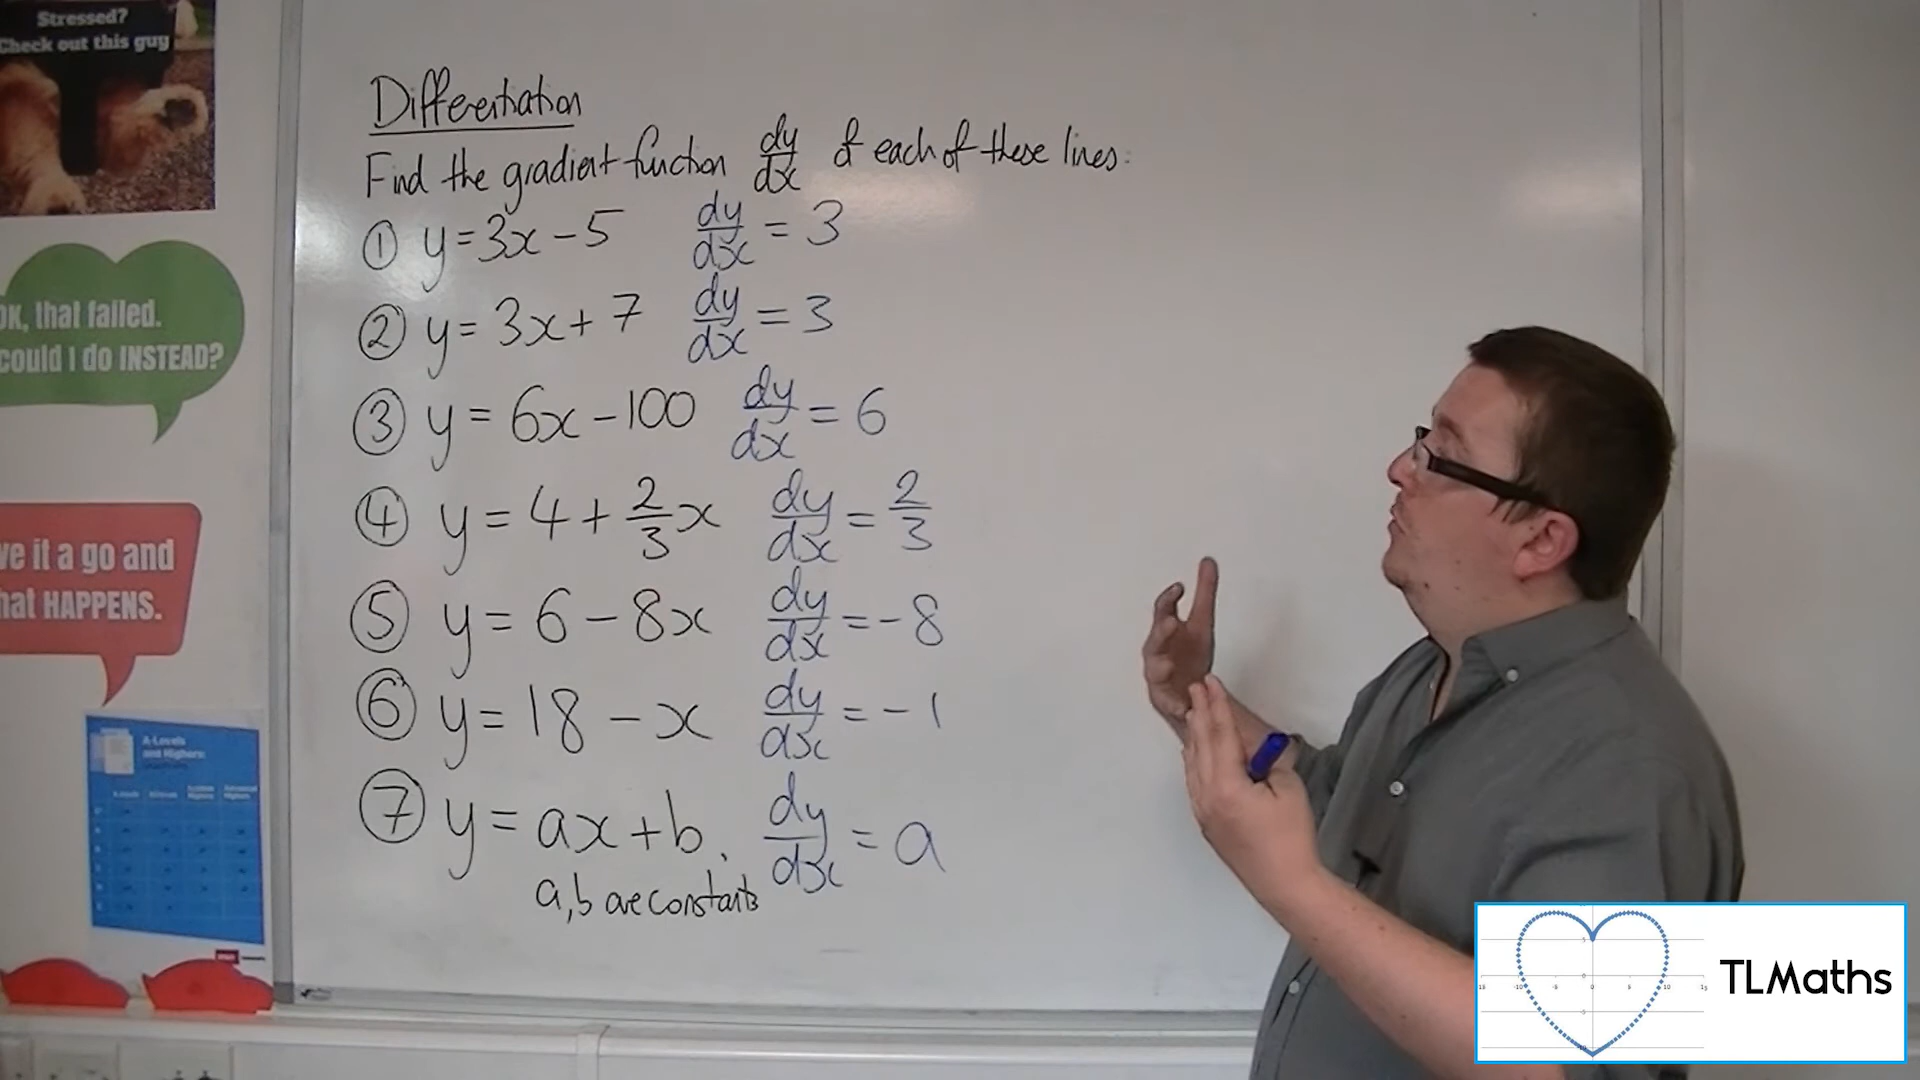 Stressed?
Check out this guy
Differentiation
Find the gradient function dy/dx of each of these lines:
① y = 3x - 5 dy/dx = 3
② y = 3x + 7 dy/dx = 3
③ y = 6x - 100 dy/dx = 6
④ y = 4 + 2/3 x dy/dx = 2/3
⑤ y = 6 - 8x dy/dx = -8
⑥ y = 18 - x dy/dx = -1
⑦ y = ax + b. dy/dx = a
a, b are constants
OK, that failed.
could I do INSTEAD?
ve it a go and
hat HAPPENS.
A-Levels
and Highers
TLMaths